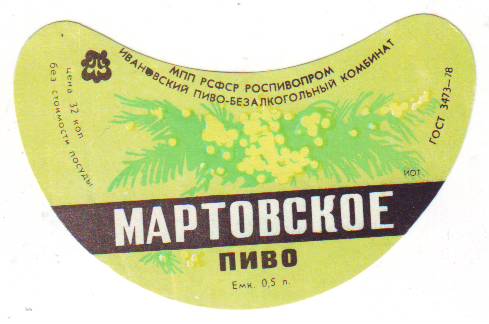 МПП РСФСР РОСПИВОПРОМ
ИВАНОВСКИЙ ПИВО-БЕЗАЛКОГОЛЬНЫЙ КОМБИНАТ
цена 32 коп
без стоимости посуды
ГОСТ 3473-78
ИОТ.
МАРТОВСКОЕ
ПИВО
Емк. 0,5 л.